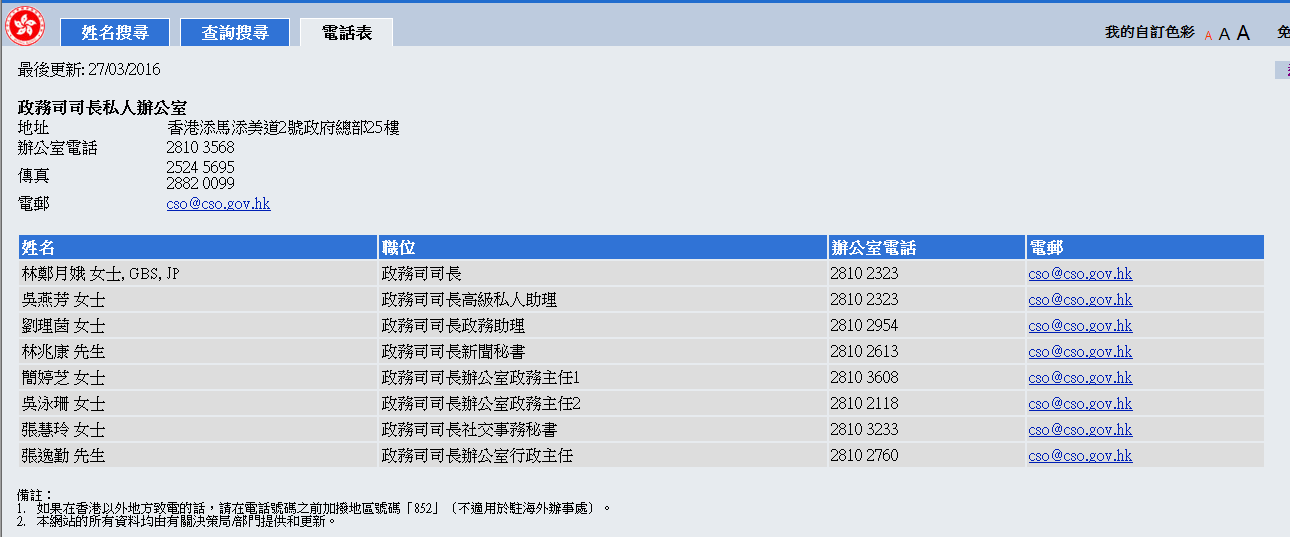 姓名搜尋 查詢搜尋 電話表 我的自訂色彩 A A A 免
最後更新: 27/03/2016
政務司司長私人辦公室
地址 香港添馬添美道2號政府總部25樓
辦公室電話 2810 3568
傳真 2524 5695
2882 0099
電郵 cso@cso.gov.hk
姓名 職位 辦公室電話 電郵
林鄭月娥 女士, GBS, JP 政務司司長 2810 2323 cso@cso.gov.hk
吳燕芳 女士 政務司司長高級私人助理 2810 2323 cso@cso.gov.hk
劉理茵 女士 政務司司長政務助理 2810 2954 cso@cso.gov.hk
林兆康 先生 政務司司長新聞秘書 2810 2613 cso@cso.gov.hk
簡婷芝 女士 政務司司長辦公室政務主任1 2810 3608 cso@cso.gov.hk
吳泳珊 女士 政務司司長辦公室政務主任2 2810 2118 cso@cso.gov.hk
張慧玲 女士 政務司司長社交事務秘書 2810 3233 cso@cso.gov.hk
張逸勤 先生 政務司司長辦公室行政主任 2810 2760 cso@cso.gov.hk
備註：
1. 如果在香港以外地方致電的話，請在電話號碼之前加撥地區號碼「852」（不適用於駐海外辦事處）。
2. 本網站的所有資料均由有關決策局/部門提供和更新。